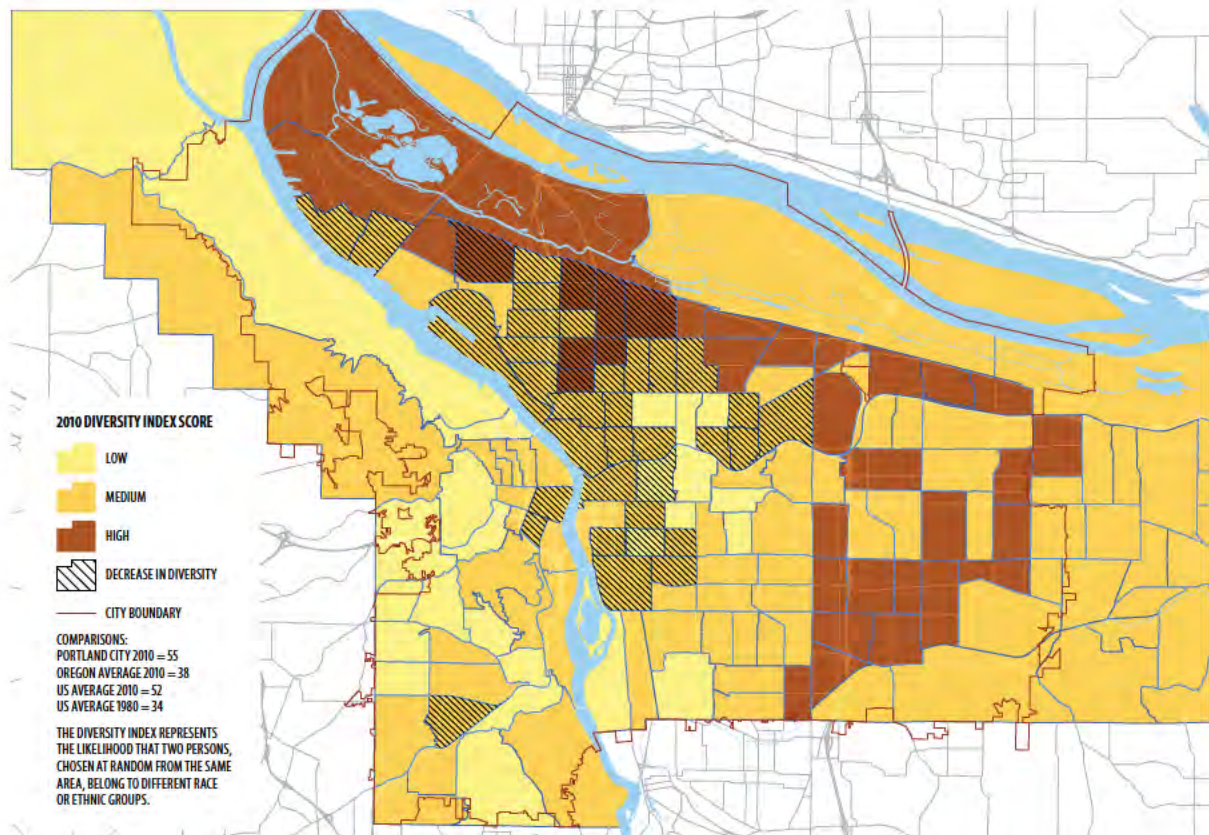 2010 DIVERSITY INDEX SCORE
LOW
MEDIUM
HIGH
DECREASE IN DIVERSITY
CITY BOUNDARY
COMPARISONS:
PORTLAND CITY 2010 = 55
OREGON AVERAGE 2010 = 38
US AVERAGE 2010 = 52
US AVERAGE 1980 = 34
THE DIVERSITY INDEX REPRESENTS
THE LIKELIHOOD THAT TWO PERSONS,
CHOSEN AT RANDOM FROM THE SAME
AREA, BELONG TO DIFFERENT RACE
OR ETHNIC GROUPS.